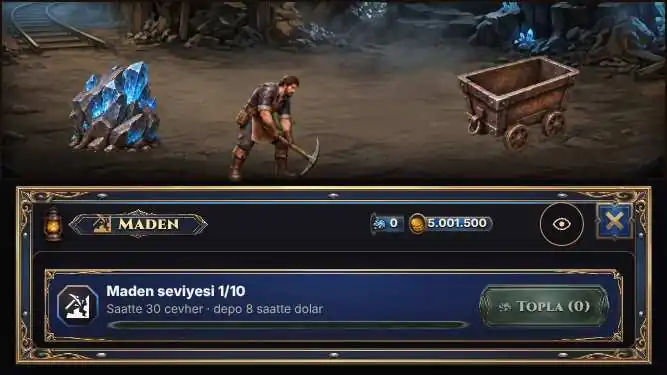 MADEN
0
5.001.500
Maden seviyesi 1/10
Saatte 30 cevher · depo 8 saatte dolar
TOPLA (0)